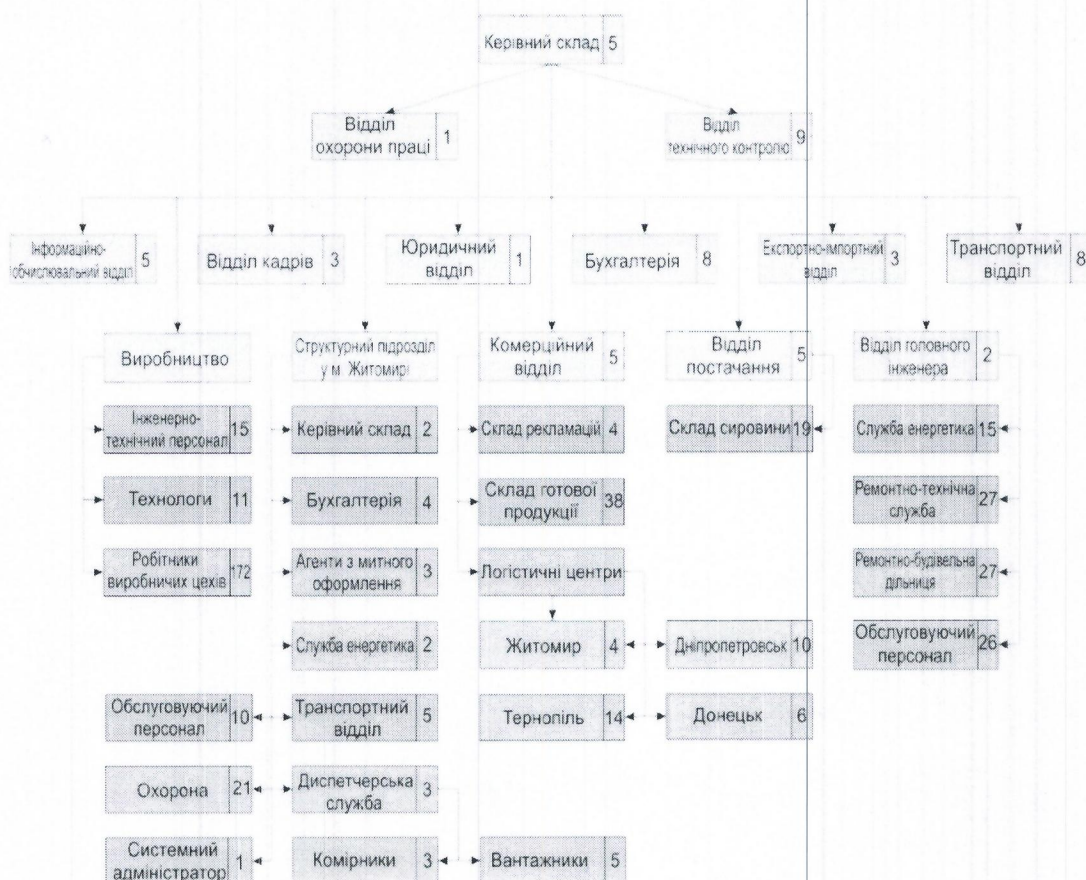 Керівний склад 5
Відділ
охорони праці 1
Відділ
технічного контролю 9
Інформаційно-
обчислювальний відділ 5
Відділ кадрів 3
Юридичний
відділ 1
Бухгалтерія 8
Експортно-імпортний
відділ 3
Транспортний
відділ 8
Виробництво
Структурний підрозділ
у м. Житомирі
Комерційний
відділ 5
Відділ
постачання 5
Відділ головного
інженера 2
Інженерно-
технічний персонал 15
Керівний склад 2
Склад рекламацій 4
Склад сировини 19
Служба енергетика 15
Технологи 11
Бухгалтерія 4
Склад готової
продукції 38
Ремонтно-технічна
служба 27
Робітники
виробничих цехів 172
Агенти з митного
оформлення 3
Логістичні центри
Ремонтно-будівельна
дільниця 27
Служба енергетика 2
Житомир 4
Дніпропетровськ 10
Обслуговуючий
персонал 26
Обслуговуючий
персонал 10
Транспортний
відділ 5
Тернопіль 14
Донецьк 6
Охорона 21
Диспетчерська
служба 3
Системний
адміністратор 1
Комірники 3
Вантажники 5